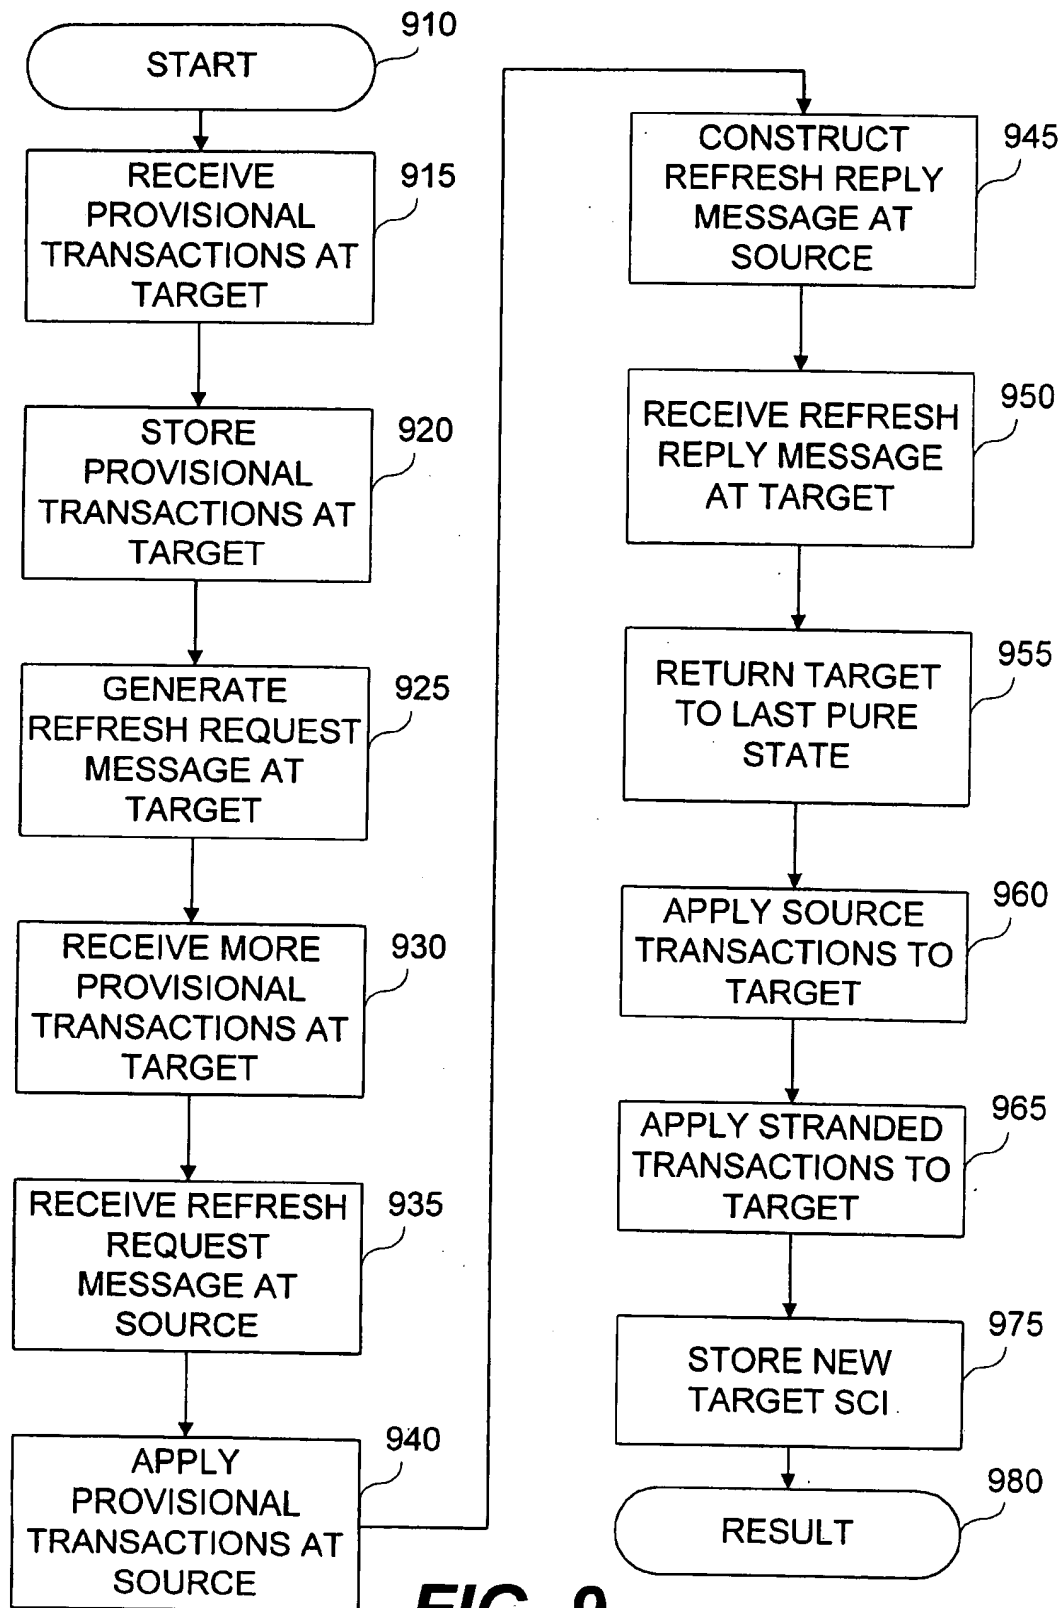 START
910
RECEIVE
PROVISIONAL
TRANSACTIONS AT
TARGET
915
STORE
PROVISIONAL
TRANSACTIONS AT
TARGET
920
GENERATE
REFRESH REQUEST
MESSAGE AT
TARGET
925
RECEIVE MORE
PROVISIONAL
TRANSACTIONS AT
TARGET
930
RECEIVE REFRESH
REQUEST
MESSAGE AT
SOURCE
935
APPLY
PROVISIONAL
TRANSACTIONS AT
SOURCE
940
CONSTRUCT
REFRESH REPLY
MESSAGE AT
SOURCE
945
RECEIVE REFRESH
REPLY MESSAGE
AT TARGET
950
RETURN TARGET
TO LAST PURE
STATE
955
APPLY SOURCE
TRANSACTIONS TO
TARGET
960
APPLY STRANDED
TRANSACTIONS TO
TARGET
965
STORE NEW
TARGET SCI
975
RESULT
980
FIG. 9